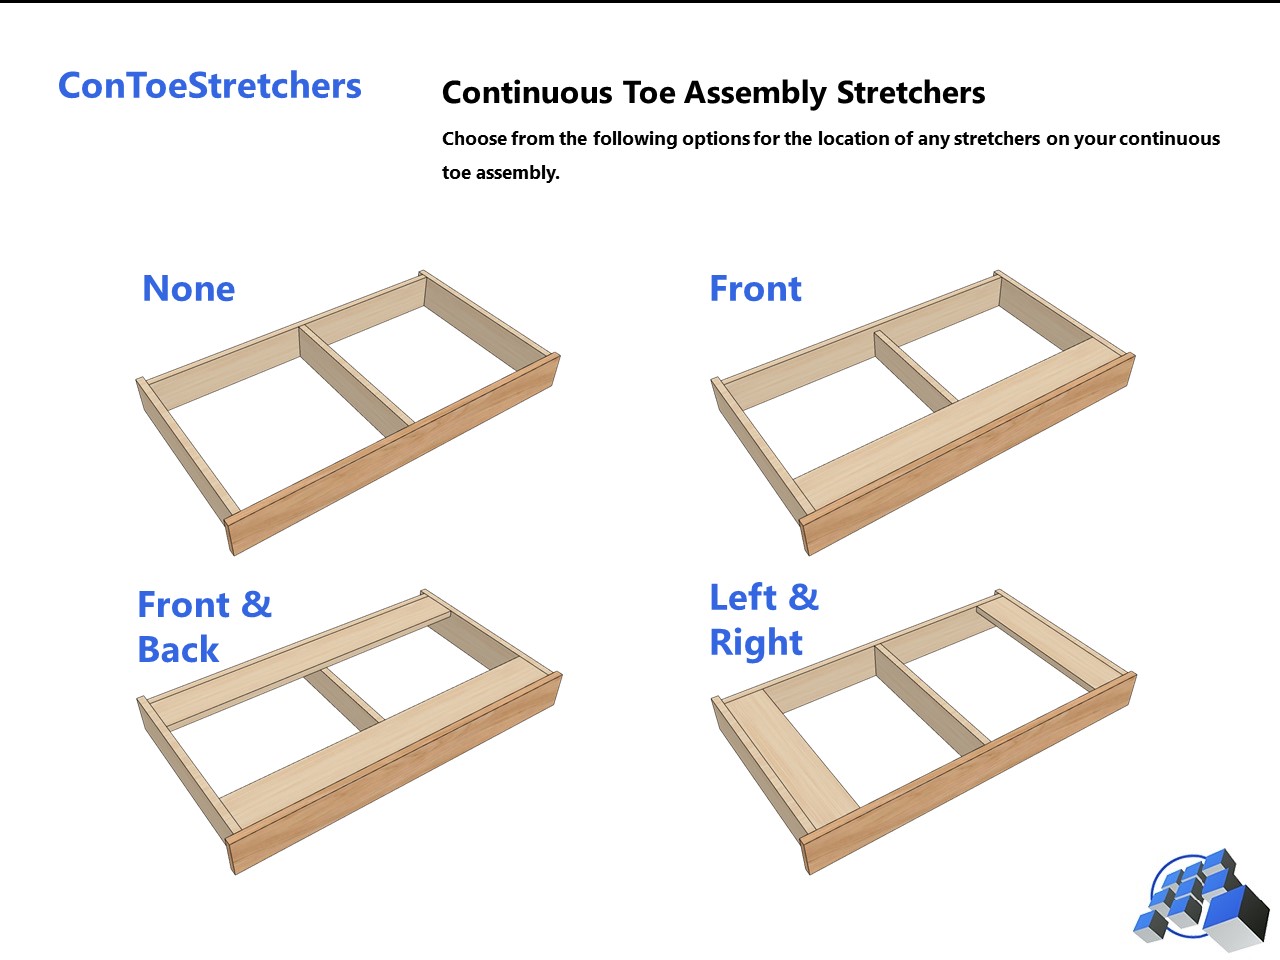 ConToeStretchers
Continuous Toe Assembly Stretchers
Choose from the following options for the location of any stretchers on your continuous
toe assembly.
None
Front
Front &
Back
Left &
Right